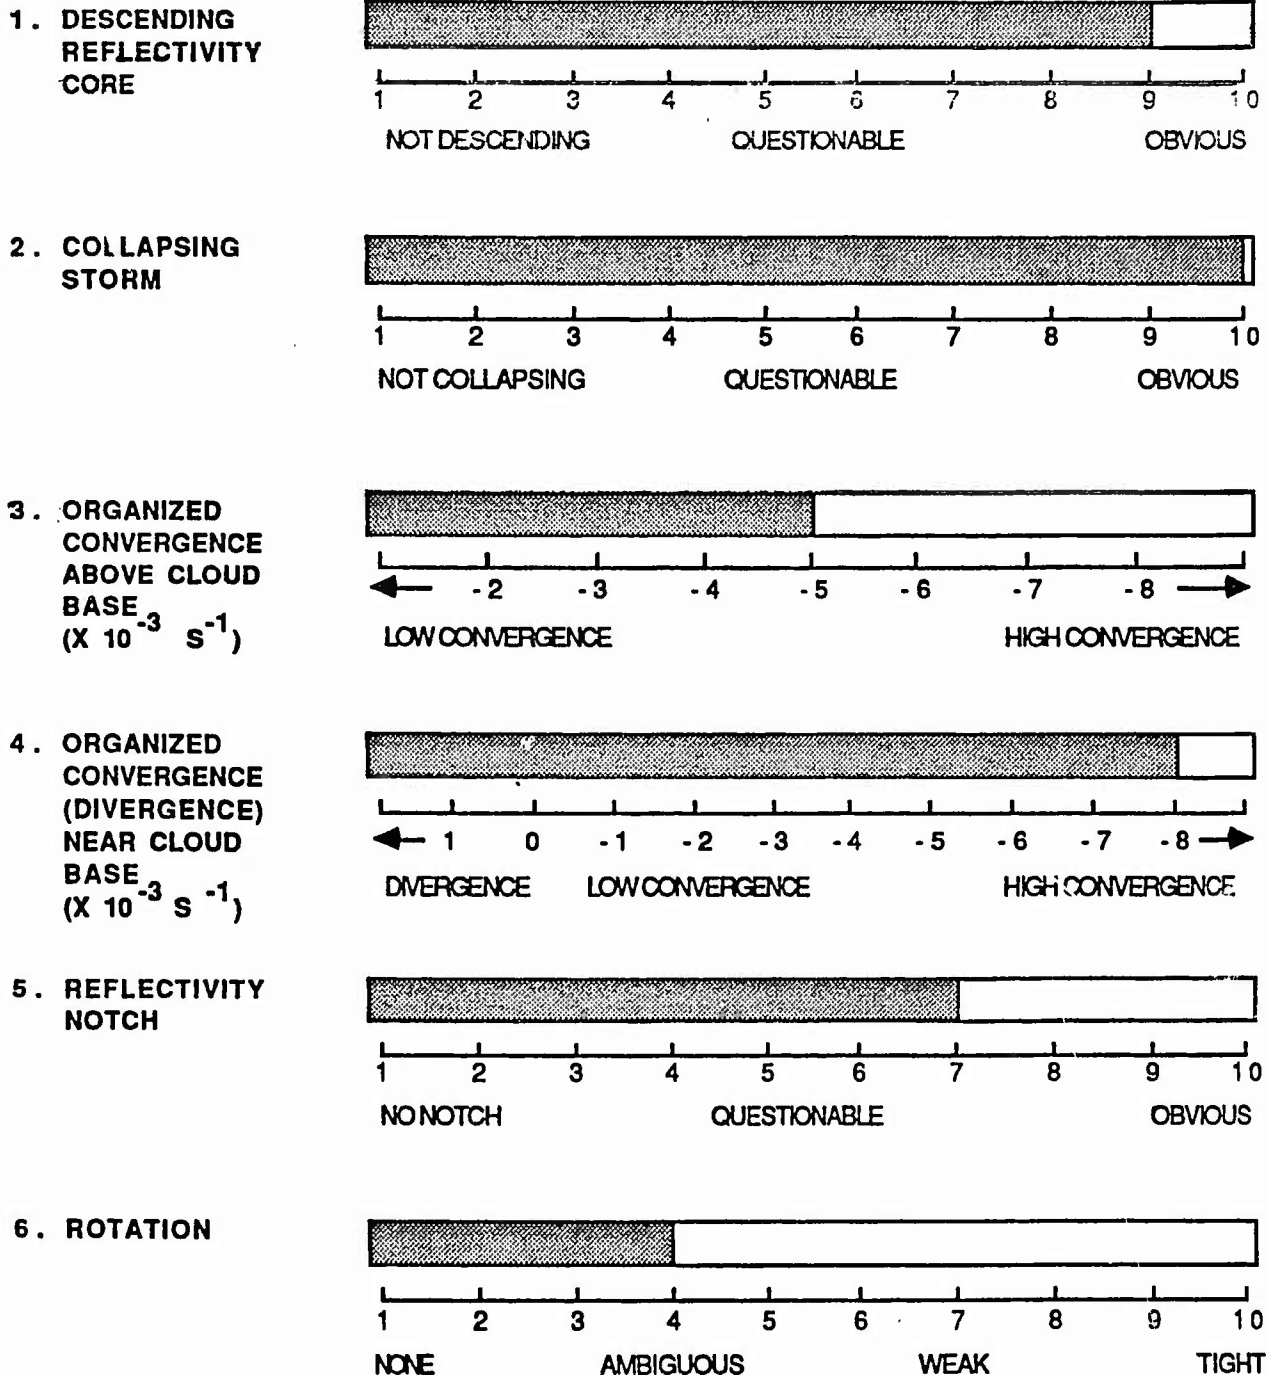 1. DESCENDING
REFLECTIVITY
CORE
1 2 3 4 5 6 7 8 9 10
NOT DESCENDING QUESTIONABLE OBVIOUS
2. COLLAPSING
STORM
1 2 3 4 5 6 7 8 9 10
NOT COLLAPSING QUESTIONABLE OBVIOUS
3. ORGANIZED
CONVERGENCE
ABOVE CLOUD
BASE
(X 10-3 S-1)
-2 -3 -4 -5 -6 -7 -8
LOW CONVERGENCE HIGH CONVERGENCE
4. ORGANIZED
CONVERGENCE
(DIVERGENCE)
NEAR CLOUD
BASE
(X 10-3 S -1)
1 0 -1 -2 -3 -4 -5 -6 -7 -8
DIVERGENCE LOW CONVERGENCE HIGH CONVERGENCE
5. REFLECTIVITY
NOTCH
1 2 3 4 5 6 7 8 9 10
NO NOTCH QUESTIONABLE OBVIOUS
6. ROTATION
1 2 3 4 5 6 7 8 9 10
NONE AMBIGUOUS WEAK TIGHT